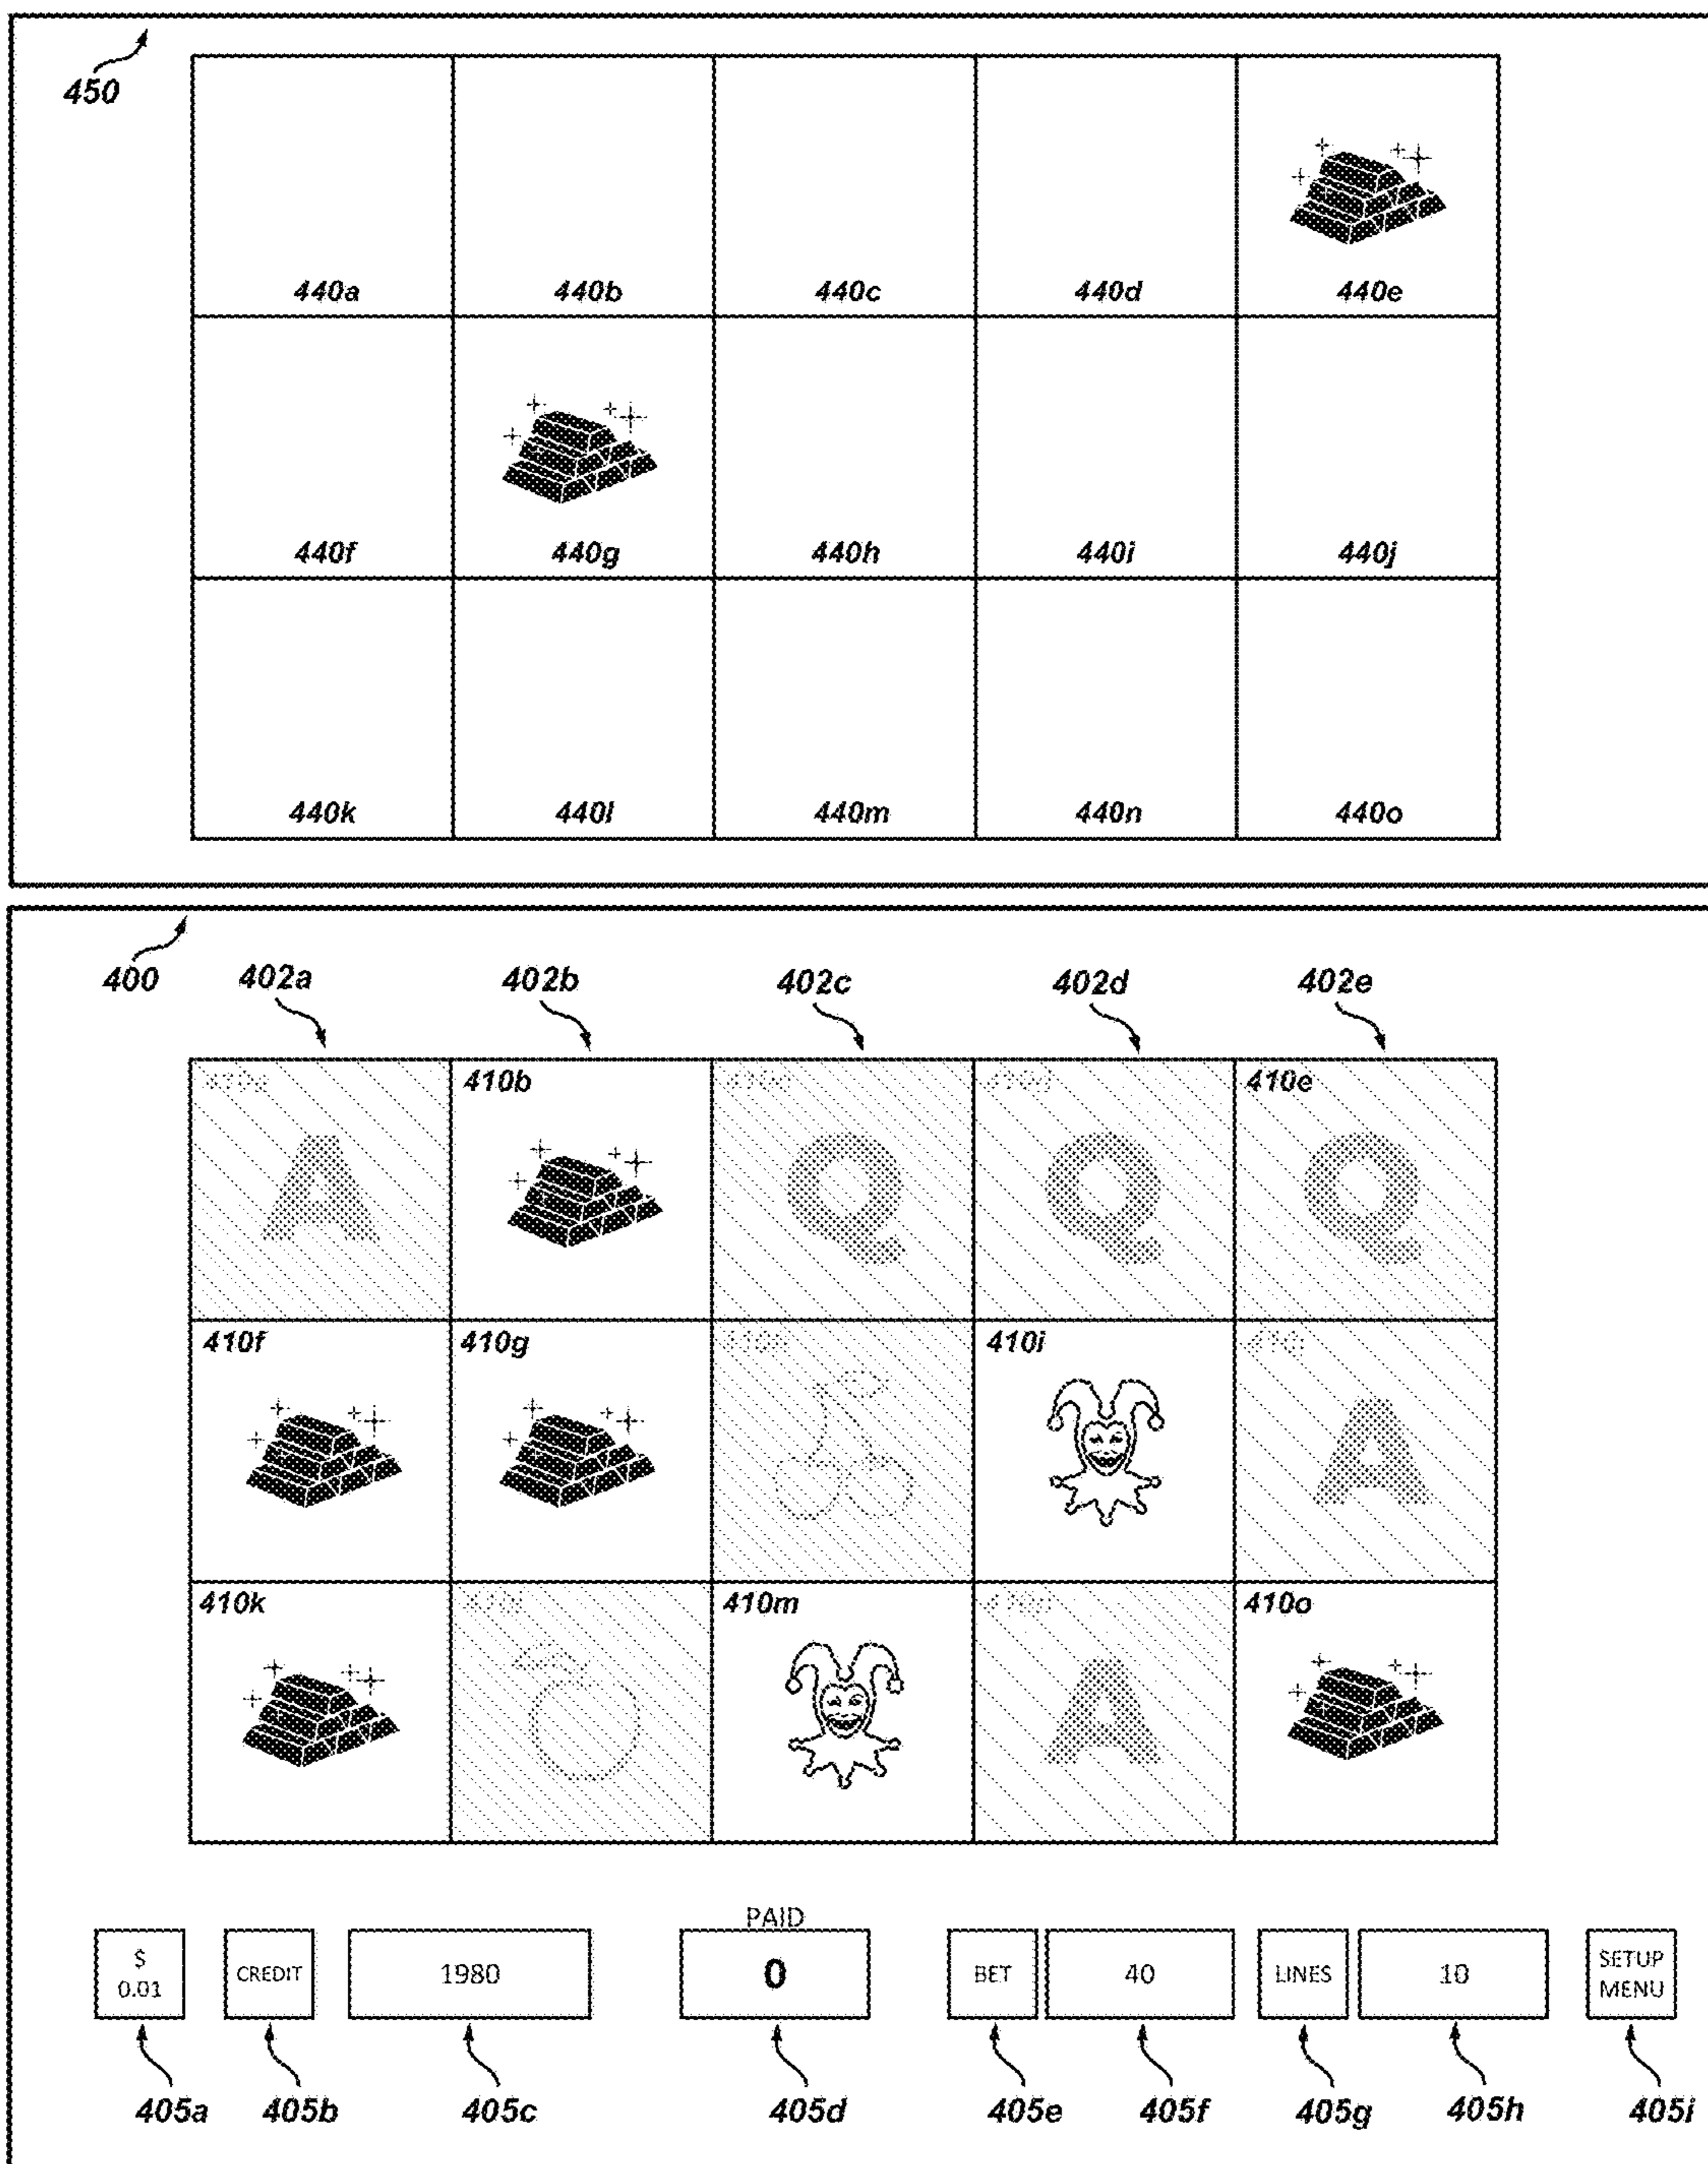 450
440a 440b 440c 440d 440e
440f 440g 440h 440i 440j
440k 440l 440m 440n 440o
400 402a 402b 402c 402d 402e
410b 410e
A Q Q Q
410f 410g 410i
A
410k 410m 410o
A
PAID
$ 0.01 CREDIT 1980 0 BET 40 LINES 10 SETUP MENU
405a 405b 405c 405d 405e 405f 405g 405h 405i